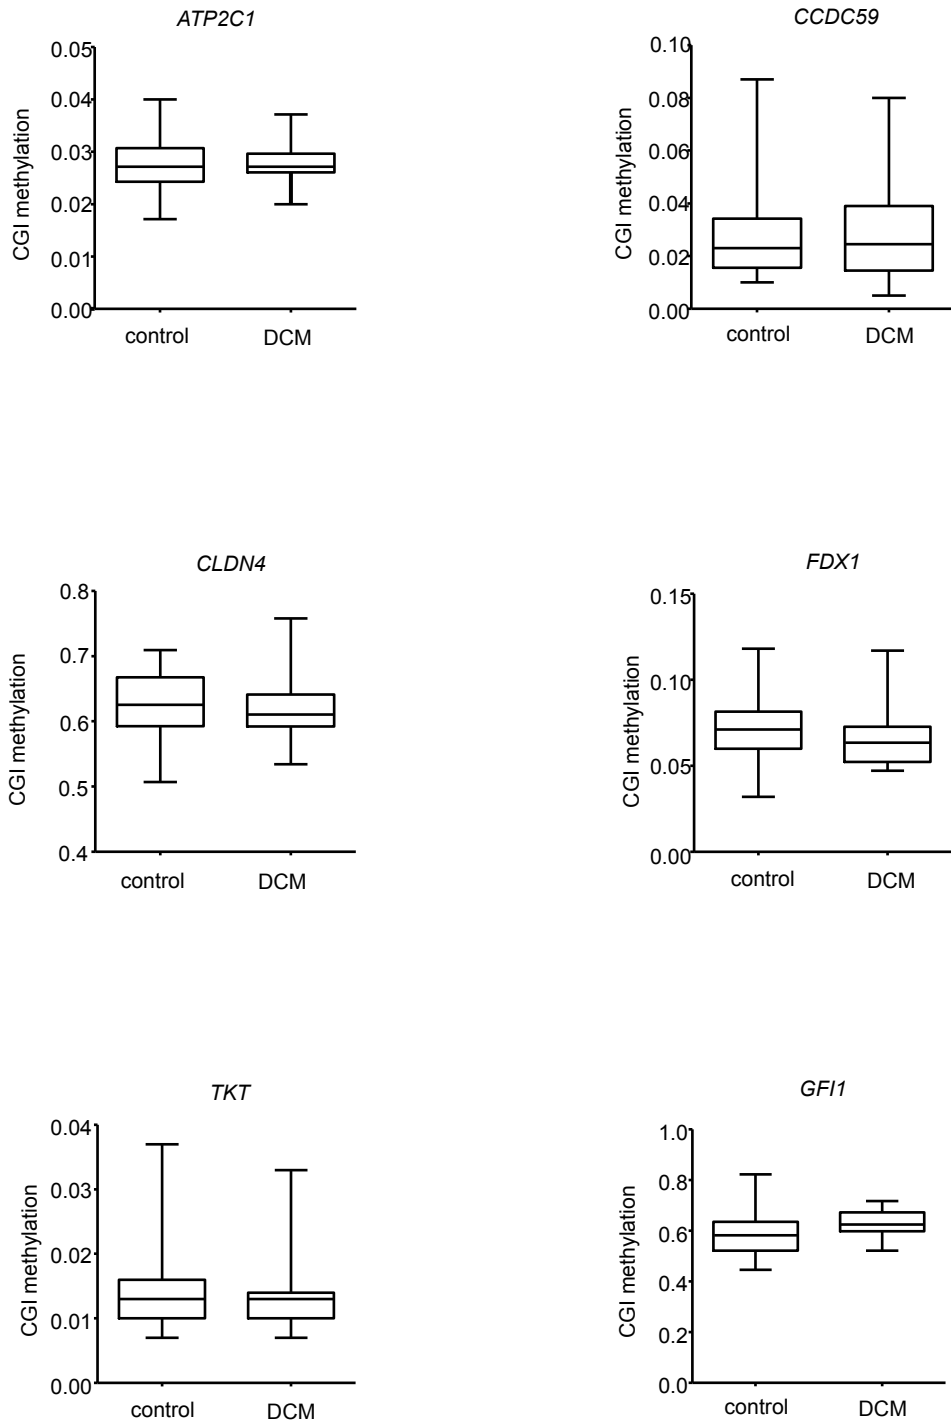 ATP2C1
CGI methylation
0.05
0.04
0.03
0.02
0.01
0.00
control
DCM
CCDC59
CGI methylation
0.10
0.08
0.06
0.04
0.02
0.00
control
DCM
CLDN4
CGI methylation
0.8
0.7
0.6
0.5
0.4
control
DCM
FDX1
CGI methylation
0.15
0.10
0.05
0.00
control
DCM
TKT
CGI methylation
0.04
0.03
0.02
0.01
0.00
control
DCM
GFI1
CGI methylation
1.0
0.8
0.6
0.4
0.2
0.0
control
DCM